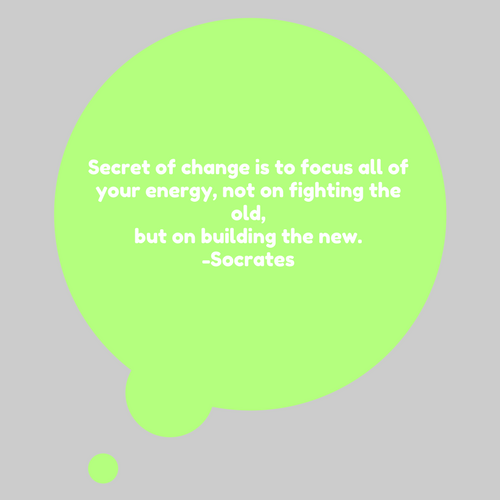 Secret of change is to focus all of
your energy, not on fighting the
old,
but on building the new.
-Socrates